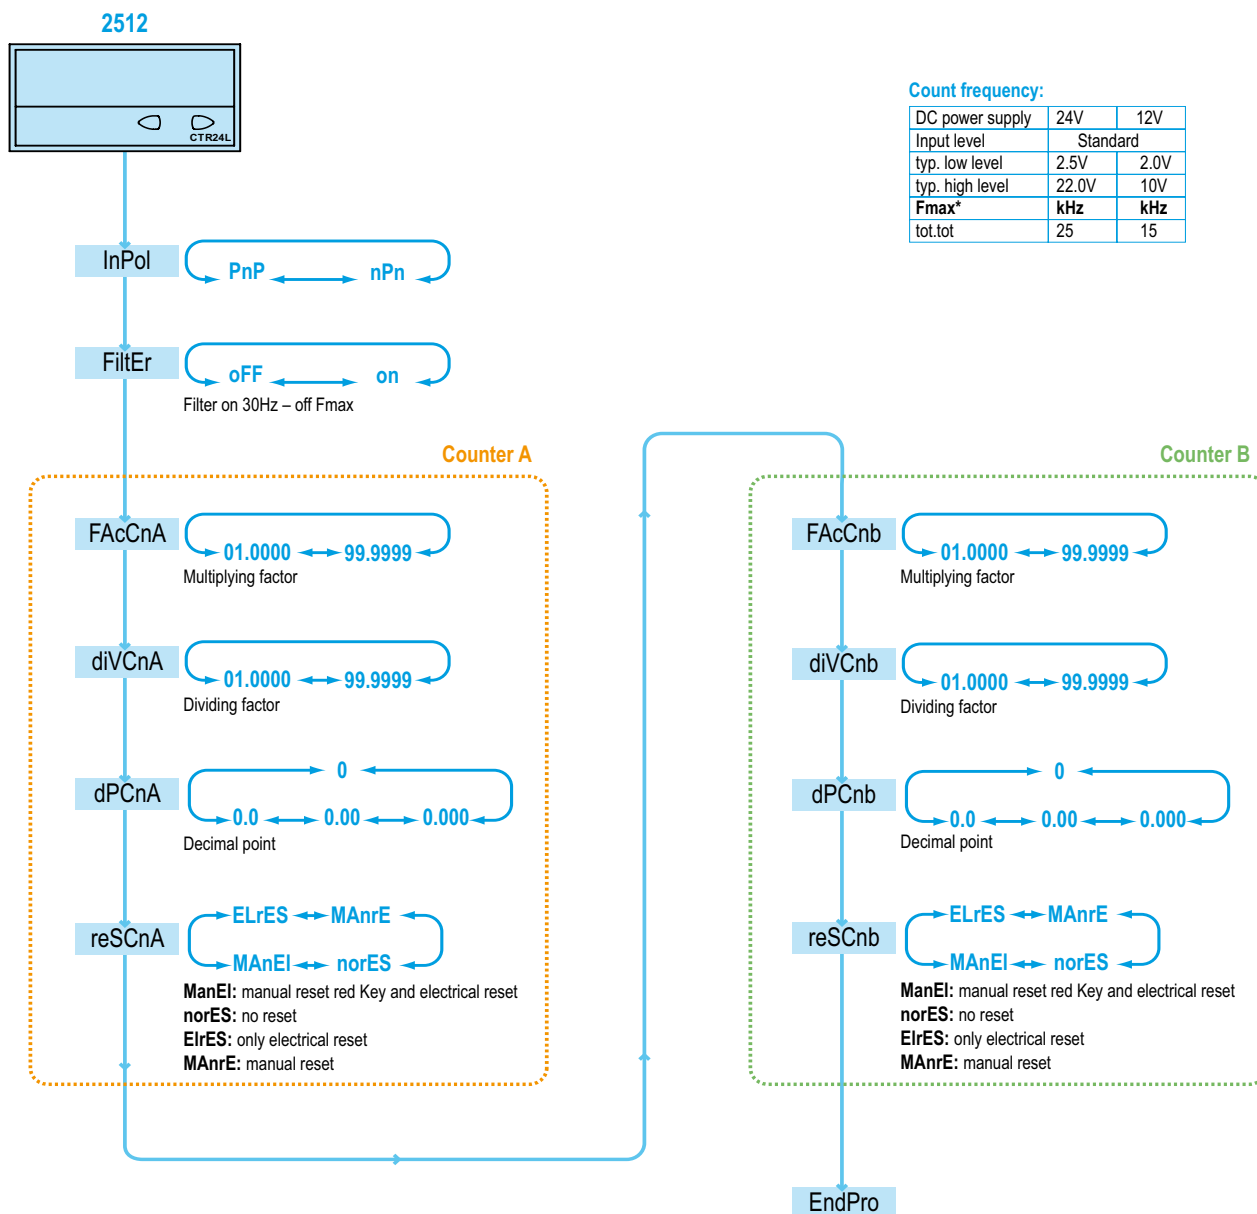 2512
CTR24L
Count frequency:
DC power supply 24V 12V
Input level Standard
typ. low level 2.5V 2.0V
typ. high level 22.0V 10V
Fmax* kHz kHz
tot.tot 25 15
InPol
PnP nPn
FiltEr
oFF on
Filter on 30Hz – off Fmax
Counter A
FAcCnA
01.0000 99.9999
Multiplying factor
diVCnA
01.0000 99.9999
Dividing factor
dPCnA
0
0.0 0.00 0.000
Decimal point
reSCnA
ELrES MAnrE
MAnEl norES
ManEl: manual reset red Key and electrical reset
norES: no reset
ElrES: only electrical reset
MAnrE: manual reset
Counter B
FAcCnb
01.0000 99.9999
Multiplying factor
diVCnb
01.0000 99.9999
Dividing factor
dPCnb
0
0.0 0.00 0.000
Decimal point
reSCnb
ELrES MAnrE
MAnEl norES
ManEl: manual reset red Key and electrical reset
norES: no reset
ElrES: only electrical reset
MAnrE: manual reset
EndPro